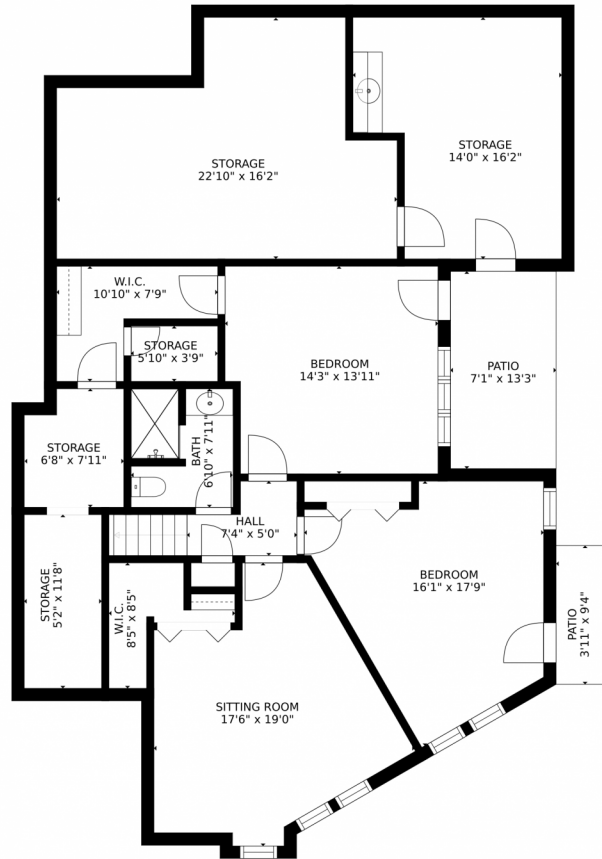 STORAGE
22'10" x 16'2"
STORAGE
14'0" x 16'2"
W.I.C.
10'10" x 7'9"
STORAGE
5'10" x 3'9"
BEDROOM
14'3" x 13'11"
PATIO
7'1" x 13'3"
STORAGE
6'8" x 7'11"
BATH
6'10" x 7'11"
HALL
7'4" x 5'0"
STORAGE
5'2" x 11'8"
W.I.C.
8'5" x 8'5"
BEDROOM
16'1" x 17'9"
PATIO
3'11" x 9'4"
SITTING ROOM
17'6" x 19'0"